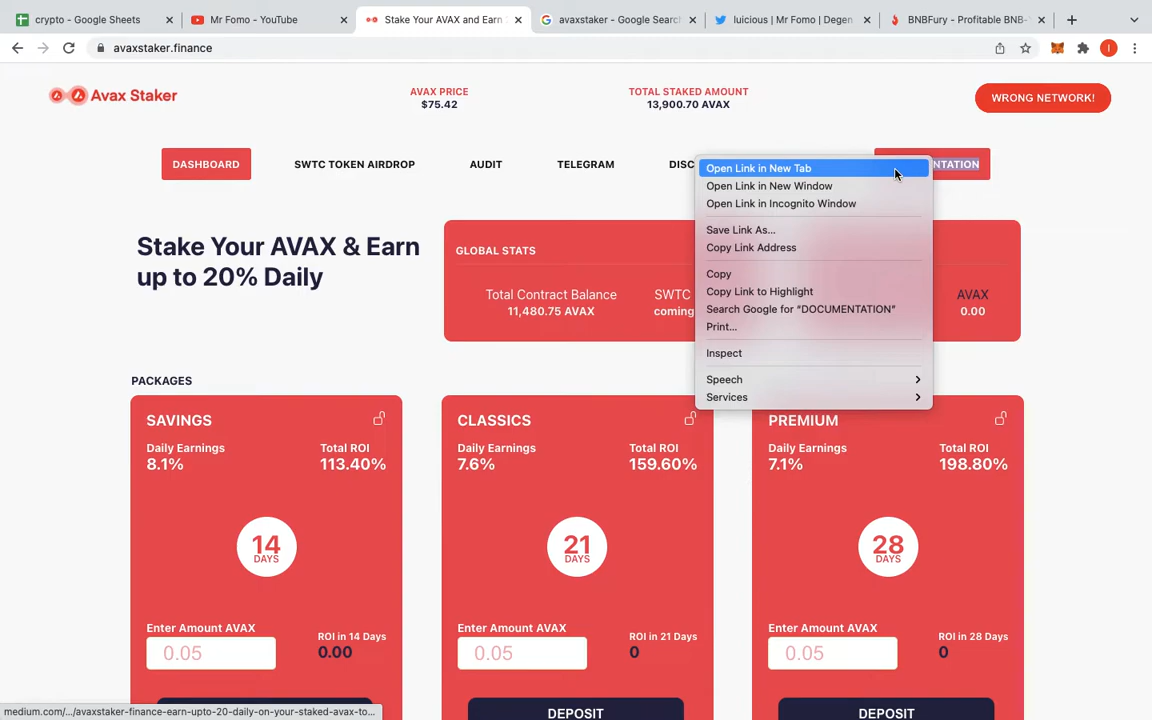 crypto - Google Sheets
Mr Fomo - YouTube
Stake Your AVAX and Earn
avaxstaker - Google Search
luicious | Mr Fomo | Degen
BNBFury - Profitable BNB-
avaxstaker.finance
Avax Staker
AVAX PRICE
$75.42
TOTAL STAKED AMOUNT
13,900.70 AVAX
WRONG NETWORK!
DASHBOARD
SWTC TOKEN AIRDROP
AUDIT
TELEGRAM
DISC
NTATION
Open Link in New Tab
Open Link in New Window
Open Link in Incognito Window
Save Link As...
Copy Link Address
Copy
Copy Link to Highlight
Search Google for “DOCUMENTATION”
Print...
Inspect
Speech
Services
Stake Your AVAX & Earn
up to 20% Daily
GLOBAL STATS
Total Contract Balance
11,480.75 AVAX
SWTC
coming
AVAX
0.00
PACKAGES
SAVINGS
Daily Earnings
8.1%
Total ROI
113.40%
14
DAYS
Enter Amount AVAX
0.05
ROI in 14 Days
0.00
CLASSICS
Daily Earnings
7.6%
Total ROI
159.60%
21
DAYS
Enter Amount AVAX
0.05
ROI in 21 Days
0
DEPOSIT
PREMIUM
Daily Earnings
7.1%
Total ROI
198.80%
28
DAYS
Enter Amount AVAX
0.05
ROI in 28 Days
0
DEPOSIT
medium.com/.../avaxstaker-finance-earn-upto-20-daily-on-your-staked-avax-to...